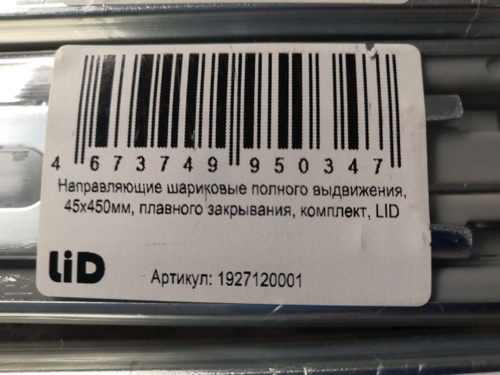 4 673749 950347
Направляющие шариковые полного выдвижения,
45х450мм, плавного закрывания, комплект, LID
LiD
Артикул: 1927120001